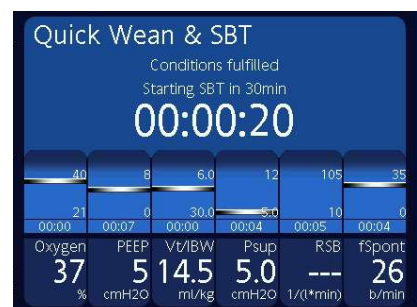 Quick Wean & SBT
Conditions fulfilled
Starting SBT in 30min
00:00:20
40 8 6.0 12 105 35
21 0 30.0 5.0 10 0
00:00 00:07 00:00 00:04 00:05 00:04
Oxygen PEEP Vt/IBW Psup RSB fSpont
37 5 14.5 5.0 --- 26
% cmH2O ml/kg cmH2O 1/(l*min) b/min